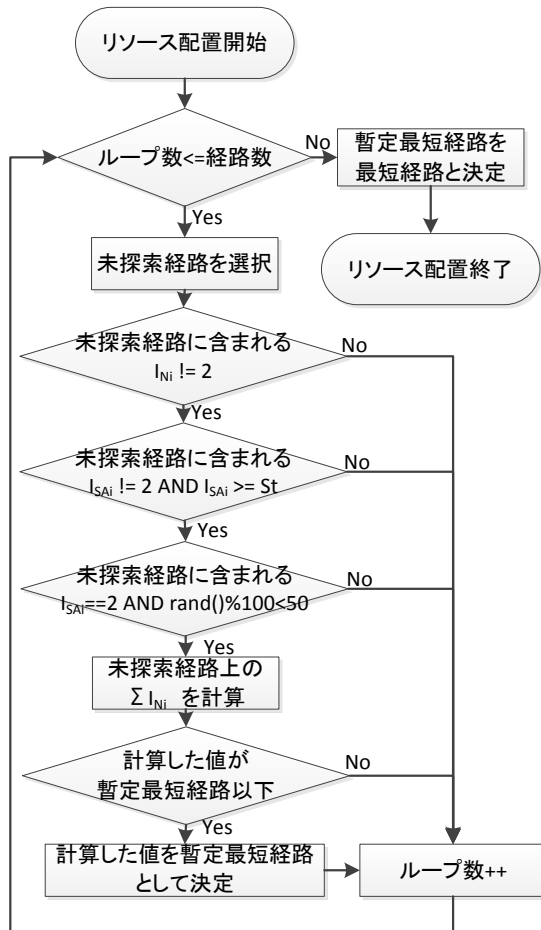 リソース配置開始
ループ数<=経路数
No
暫定最短経路を
最短経路と決定
Yes
リソース配置終了
未探索経路を選択
未探索経路に含まれる
I_Ni != 2
No
Yes
未探索経路に含まれる
I_SAi != 2 AND I_SAi >= St
No
Yes
未探索経路に含まれる
I_SAi==2 AND rand()%100<50
No
Yes
未探索経路上の
Σ I_Ni を計算
計算した値が
暫定最短経路以下
No
Yes
計算した値を暫定最短経路
として決定
ループ数++